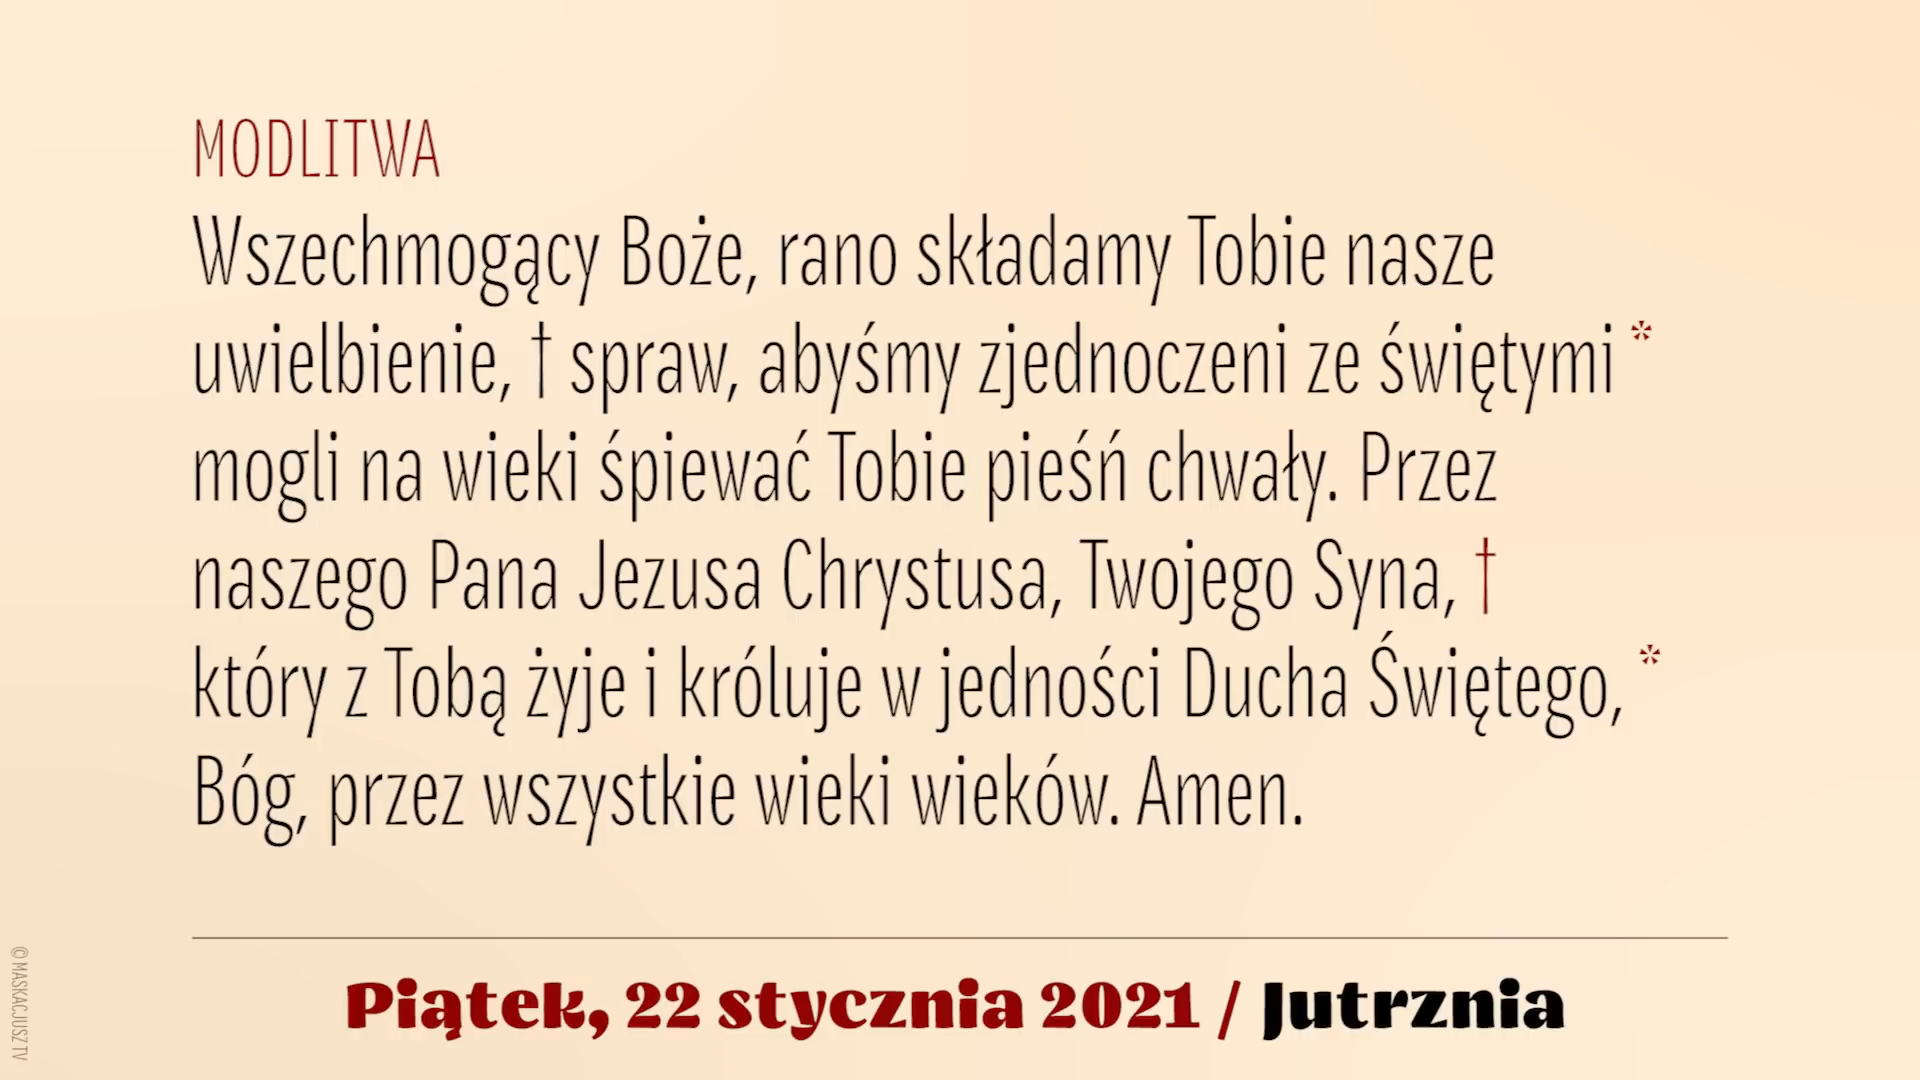 MODLITWA
Wszechmogący Boże, rano składamy Tobie nasze
uwielbienie, † spraw, abyśmy zjednoczeni ze świętymi *
mogli na wieki śpiewać Tobie pieśń chwały. Przez
naszego Pana Jezusa Chrystusa, Twojego Syna, †
który z Tobą żyje i króluje w jedności Ducha Świętego, *
Bóg, przez wszystkie wieki wieków. Amen.
Piątek, 22 stycznia 2021 / Jutrznia
© MASKACJUSZ TV